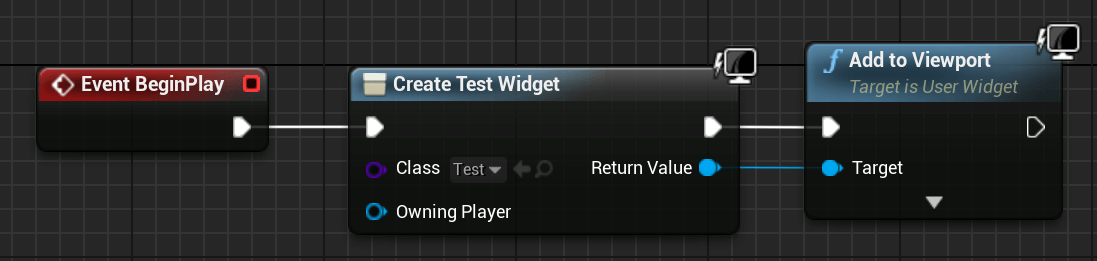 Event BeginPlay
Create Test Widget
Class Test
Return Value
Owning Player
f Add to Viewport
Target is User Widget
Target